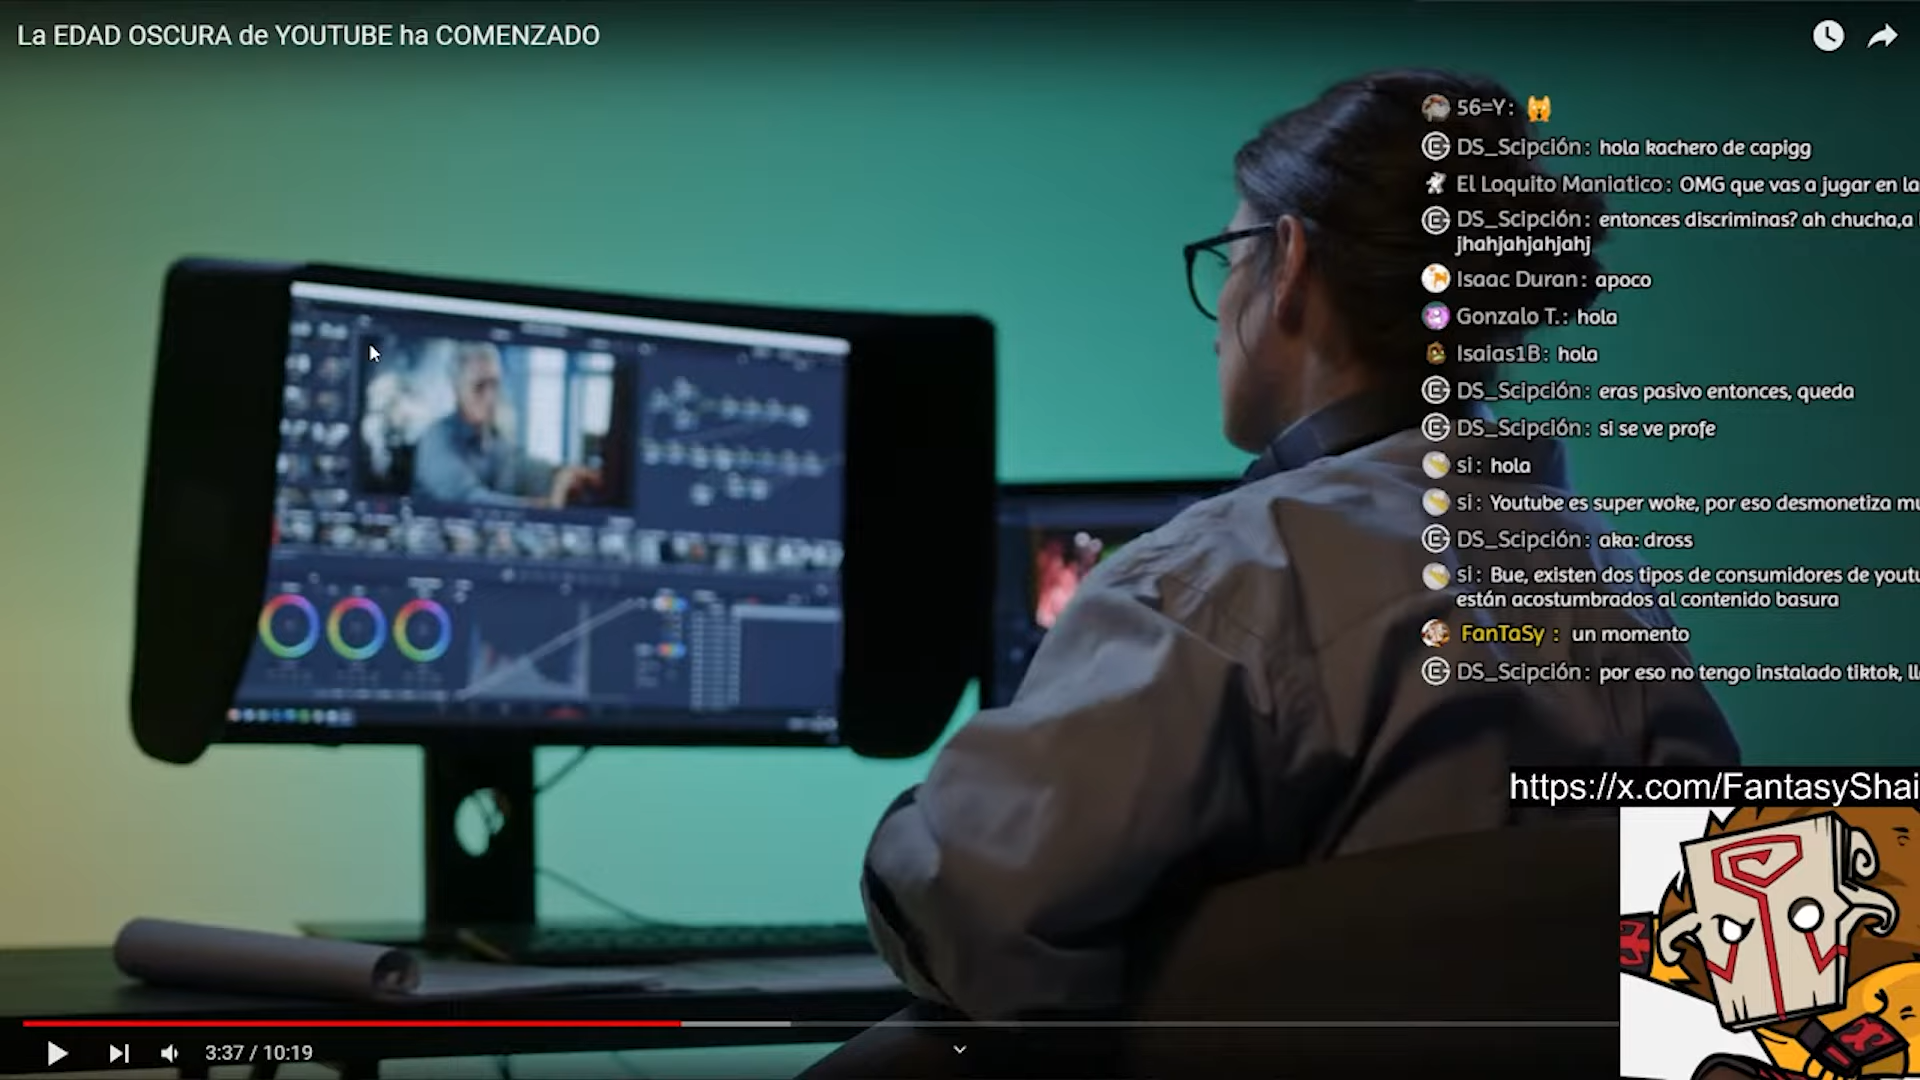 La EDAD OSCURA de YOUTUBE ha COMENZADO
56=Y:
DS_Scipción: hola kachero de capigg
El Loquito Maniatico: OMG que vas a jugar en la
DS_Scipción: entonces discriminas? ah chucha,a
jhahjahjahjahj
Isaac Duran: apoco
Gonzalo T.: hola
Isaias1B: hola
DS_Scipción: eras pasivo entonces, queda
DS_Scipción: si se ve profe
si: hola
si: Youtube es super woke, por eso desmonetiza mu
DS_Scipción: aka: dross
si: Bue, existen dos tipos de consumidores de youtu
están acostumbrados al contenido basura
FanTaSy: un momento
DS_Scipción: por eso no tengo instalado tiktok, ll
https://x.com/FantasyShai
3:37 / 10:19